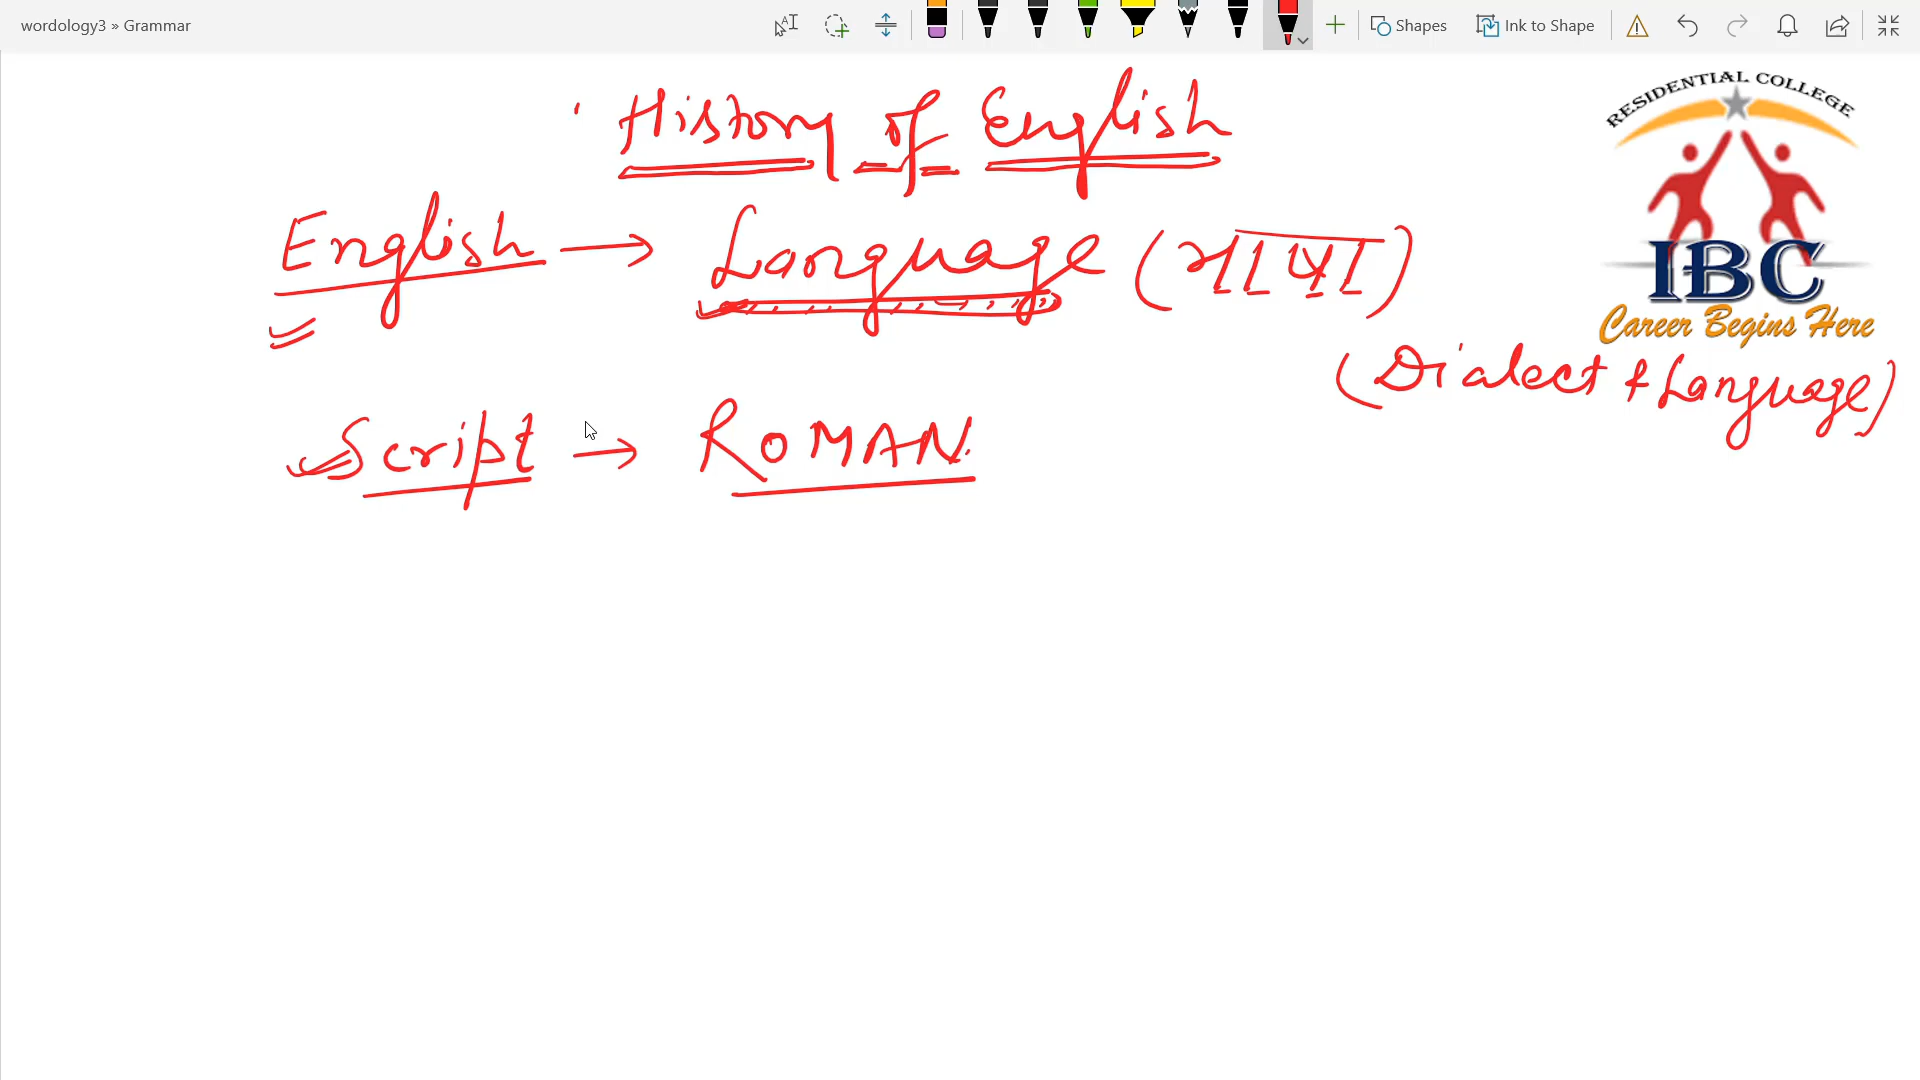 wordology3 » Grammar
Shapes
Ink to Shape
History of English
RESIDENTIAL COLLEGE
IBC
Career Begins Here
English → Language (भाषा)
(Dialect & Language)
Script → ROMAN.